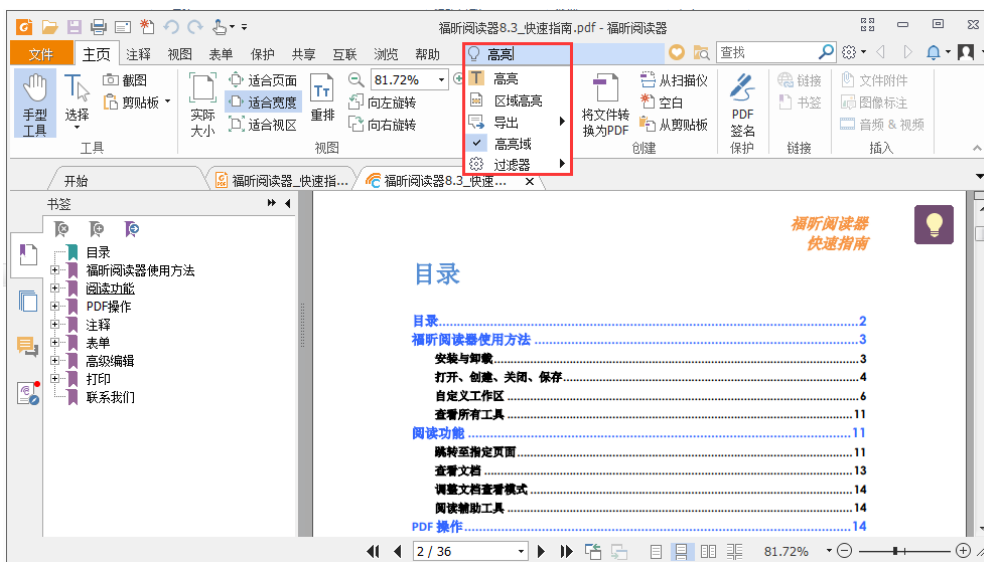 福昕阅读器8.3_快速指南.pdf - 福昕阅读器
文件 主页 注释 视图 表单 保护 共享 互联 浏览 帮助 高亮 查找
手型工具
选择
截图
剪贴板
工具
实际大小
适合页面
适合宽度
适合视区
重排
81.72%
向左旋转
向右旋转
视图
高亮
区域高亮
导出
高亮域
过滤器
将文件转换为PDF
从扫描仪
空白
从剪贴板
创建
PDF签名
保护
链接
书签
链接
文件附件
图像标注
音频 & 视频
插入
开始 福昕阅读器_快速指... 福昕阅读器8.3_快速... x
书签
目录
福昕阅读器使用方法
阅读功能
PDF操作
注释
表单
高级编辑
打印
联系我们
福昕阅读器
快速指南
目录
目录 2
福昕阅读器使用方法 3
安装与卸载 3
打开、创建、关闭、保存 4
自定义工作区 6
查看所有工具 11
阅读功能 11
跳转至指定页面 11
查看文档 13
调整文档查看模式 14
阅读辅助工具 14
PDF 操作 14
2 / 36 81.72%